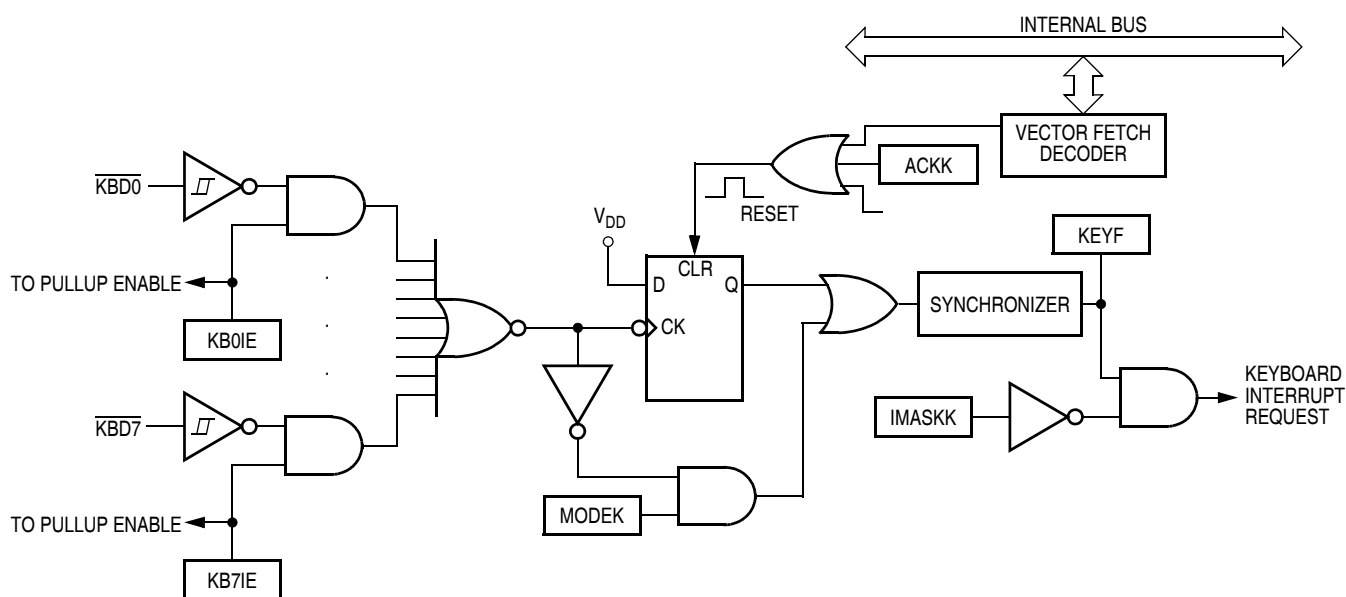 INTERNAL BUS
VECTOR FETCH
DECODER
ACKK
RESET
KBD0
VDD
KEYF
CLR
D
Q
TO PULLUP ENABLE
SYNCHRONIZER
CK
KB0IE
KEYBOARD
INTERRUPT
REQUEST
IMASKK
KBD7
MODEK
TO PULLUP ENABLE
KB7IE